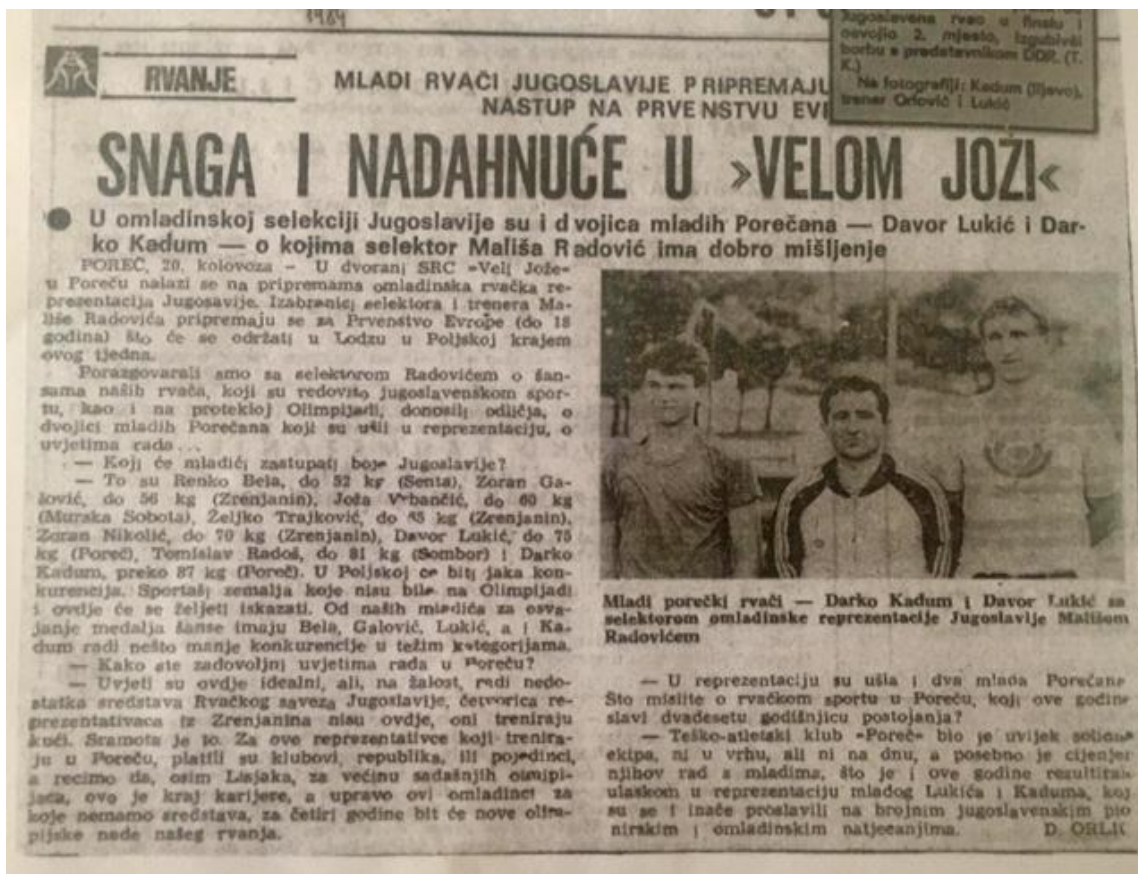 1984
Jugoslavena rvao u finalu i
osvojio 2. mjesto, izgubivši
borbu s predstavnikom DDR. (T.
K.)
Na fotografiji: Kadum (lijevo),
trener Orlović i Lukić
RVANJE
MLADI RVAČI JUGOSLAVIJE PRIPREMAJU
NASTUP NA PRVENSTVU
SNAGA I NADAHNUĆE U »VELOM JOŽI«
● U omladinskoj selekciji Jugoslavije su i dvojica mladih Porečana — Davor Lukić i Dar-
ko Kadum — o kojima selektor Mališa Radović ima dobro mišljenje
POREČ, 20. kolovoza — U dvorani SRC »Veli Jože«
u Poreču nalazi se na pripremama omladinska rvačka re-
prezentacija Jugosavije. Izabranici selektora i trenera Ma-
liše Radovića pripremaju se za Prvenstvo Evrope (do 18
godina) što će se održati u Lodzu u Poljskoj krajem
ovog tjedna.
Porazgovarali smo sa selektorom Radovićem o šan-
sama naših rvača, koji su redovito jugoslavenskom spor-
tu, kao i na protekloj Olimpijadi, donosili odličja, o
dvojici mladih Porečana koji su ušli u reprezentaciju, o
uvjetima rada...
— Koji će mladići zastupati boje Jugoslavije?
— To su Renko Bela, do 52 kg (Senta), Zoran Ga-
lović, do 56 kg (Zrenjanin), Joža Vrbančić, do 60 kg
(Murska Sobota), Željko Trajković, do 65 kg (Zrenjanin),
Zoran Nikolić, do 70 kg (Zrenjanin), Davor Lukić, do 75
kg (Poreč), Tomislav Radoš, do 81 kg (Sombor) i Darko
Kadum, preko 87 kg (Poreč). U Poljskoj će biti jaka kon-
kurencija. Sportaši zemalja koje nisu bile na Olimpijadi
i ovdje će se željeti iskazati. Od naših mladića za osva-
janje medalja šanse imaju Bela, Galović, Lukić, a i Ka-
dum radi nešto manje konkurencije u težim kategorijama.
— Kako ste zadovoljni uvjetima rada u Poreču?
— Uvjeti su ovdje idealni, ali, na žalost, radi nedo-
statka sredstava Rvačkog saveza Jugoslavije, četvorica re-
prezentativaca iz Zrenjanina nisu ovdje, oni treniraju
kući. Sramota je to. Za ove reprezentativce koji trenira-
ju u Poreču, platili su klubovi, republika, ili pojedinci,
a recimo da, osim Lisjaka, za većinu sadašnjih olimpi-
jaca, ovo je kraj karijere, a upravo ovi omladinci za
koje nemamo sredstava, za četiri godine bit će nove olim-
pijske nade našeg rvanja.
Mladi porečki rvači — Darko Kadum i Davor Lukić sa
selektorom omladinske reprezentacije Jugoslavije Mališom
Radovićem
— U reprezentaciju su ušla i dva mlada Porečana
Što mislite o rvačkom sportu u Poreču, koji ove godine
slavi dvadesetu godišnjicu postojanja?
— Teško-atletski klub »Poreč« bio je uvijek solidna
ekipa, ni u vrhu, ali ni na dnu, a posebno je cijenjen
njihov rad s mladima, što je i ove godine rezultiralo
ulaskom u reprezentaciju mladog Lukića i Kaduma, koj
su se i inače proslavili na brojnim jugoslavenskim pio
nirskim i omladinskim natjecanjima. D. ORLIĆ